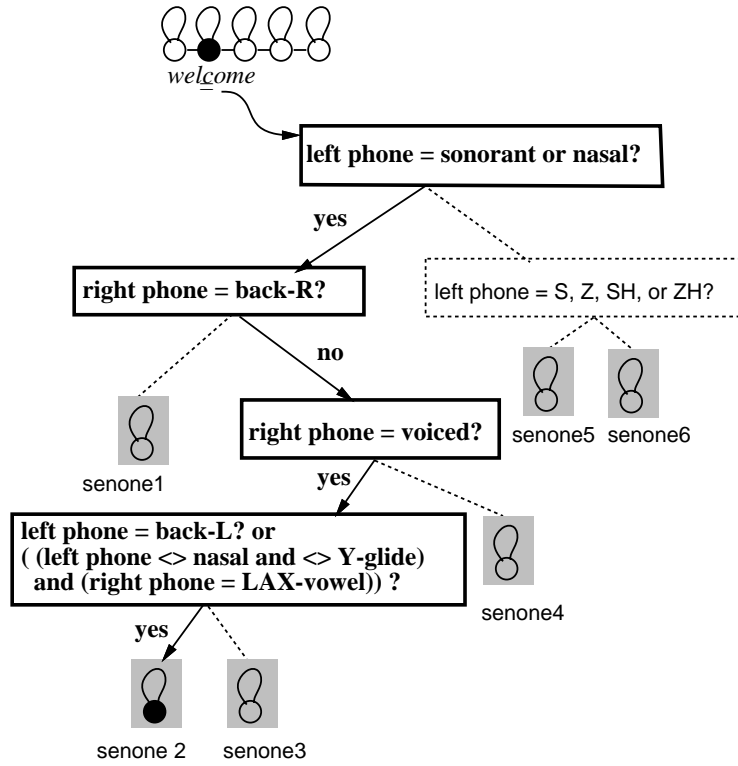 welcome
left phone = sonorant or nasal?
yes
right phone = back-R?
left phone = S, Z, SH, or ZH?
no
senone1
right phone = voiced?
senone5
senone6
yes
left phone = back-L? or
( (left phone <> nasal and <> Y-glide)
and (right phone = LAX-vowel)) ?
senone4
yes
senone 2
senone3